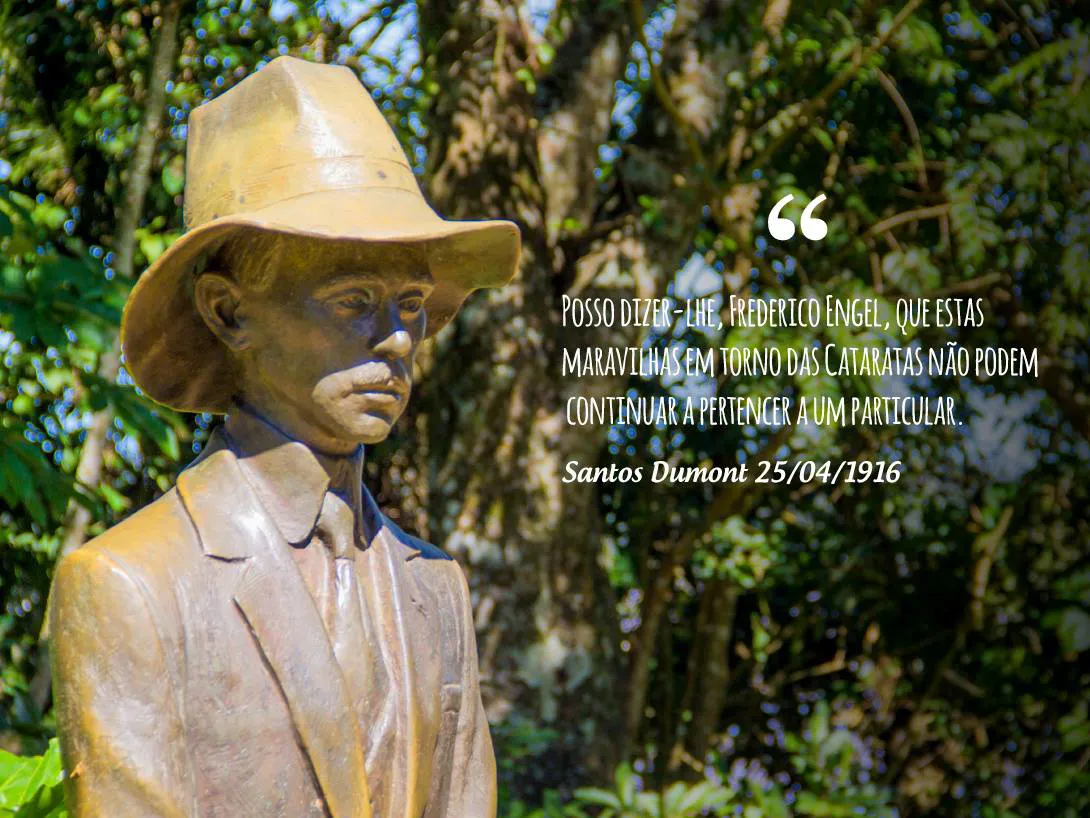 “
Posso dizer-lhe, Frederico Engel, que estas
maravilhas em torno das Cataratas não podem
continuar a pertencer a um particular.
Santos Dumont 25/04/1916